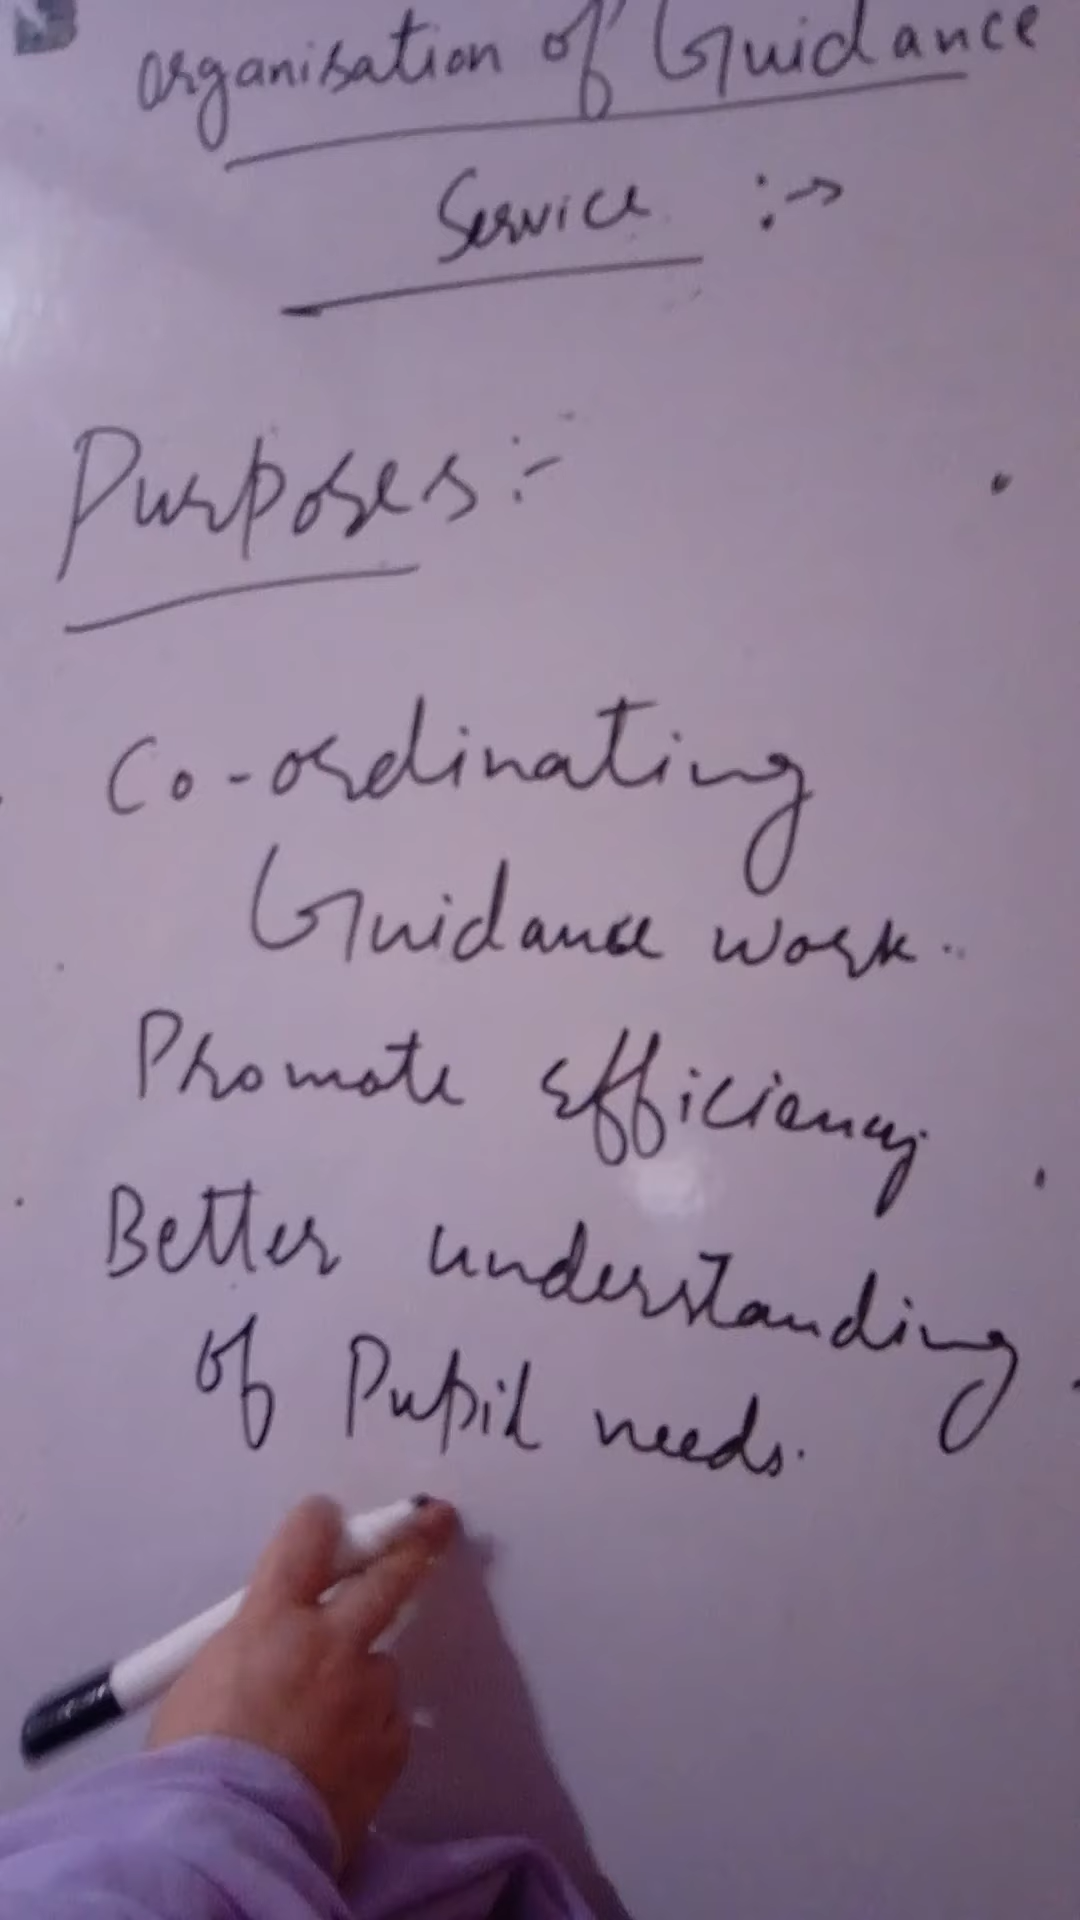 Organisation of Guidance
Service :→
Purposes :-
Co-ordinating
Guidance work.
Promote efficiency.
Better understanding
of Pupil needs.